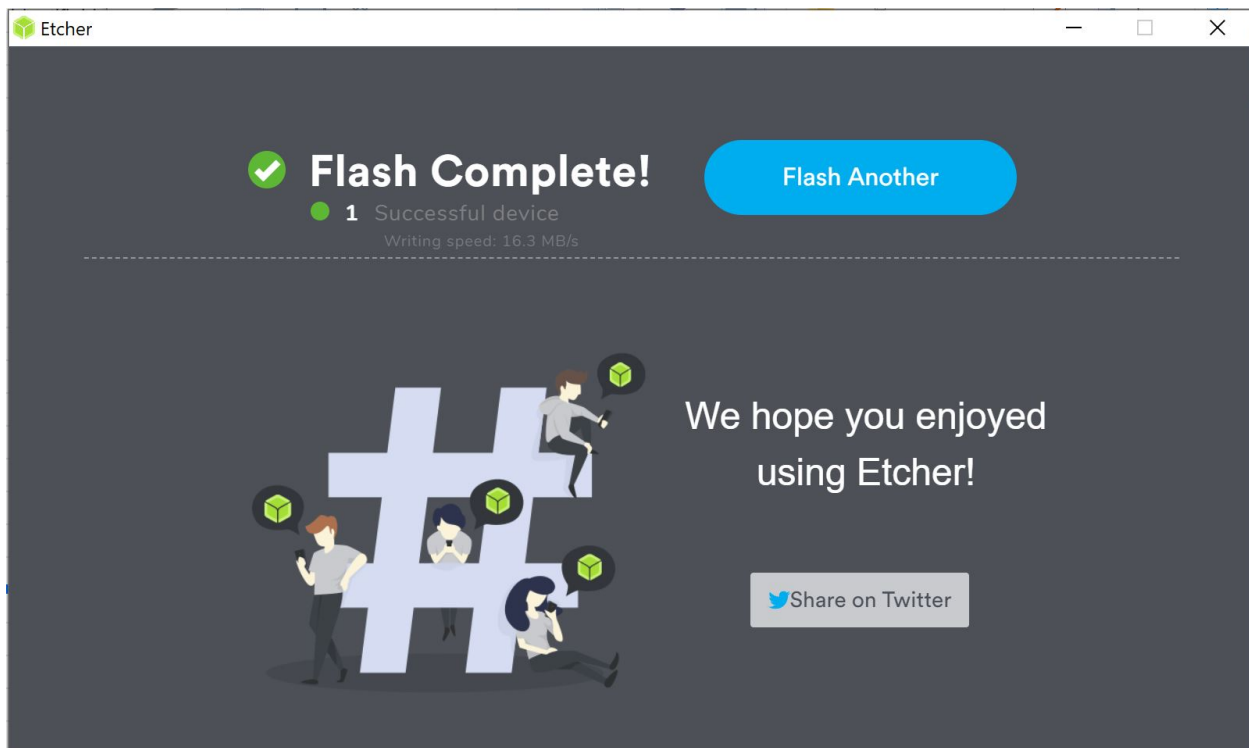 Etcher
Flash Complete!
Flash Another
1 Successful device
Writing speed: 16.3 MB/s
We hope you enjoyed
using Etcher!
Share on Twitter